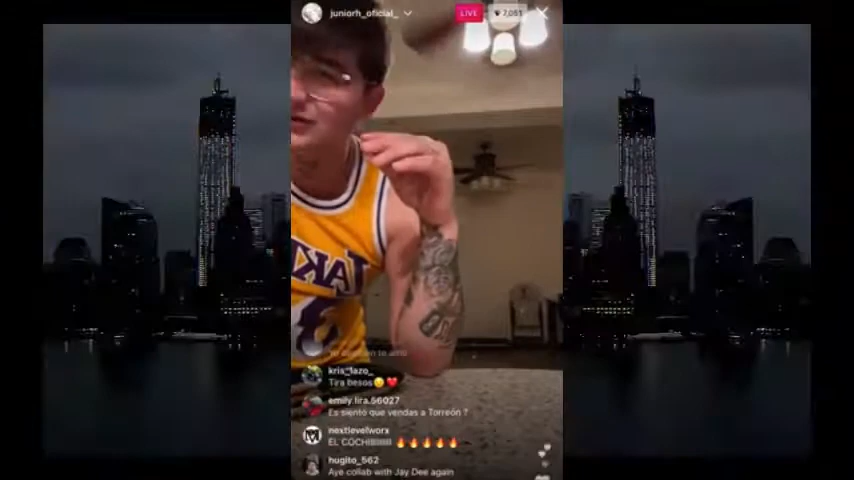 juniorh_oficial_
LIVE
7,051
LAK
kris_lazo_
Tira besos😏❤️
emily.lira.56027
Es siento que vendas a Torreón ?
nextlevelworx
EL COCHIIIIIIIII 🔥🔥🔥🔥🔥
hugito_562
Aye collab with Jay Dee again